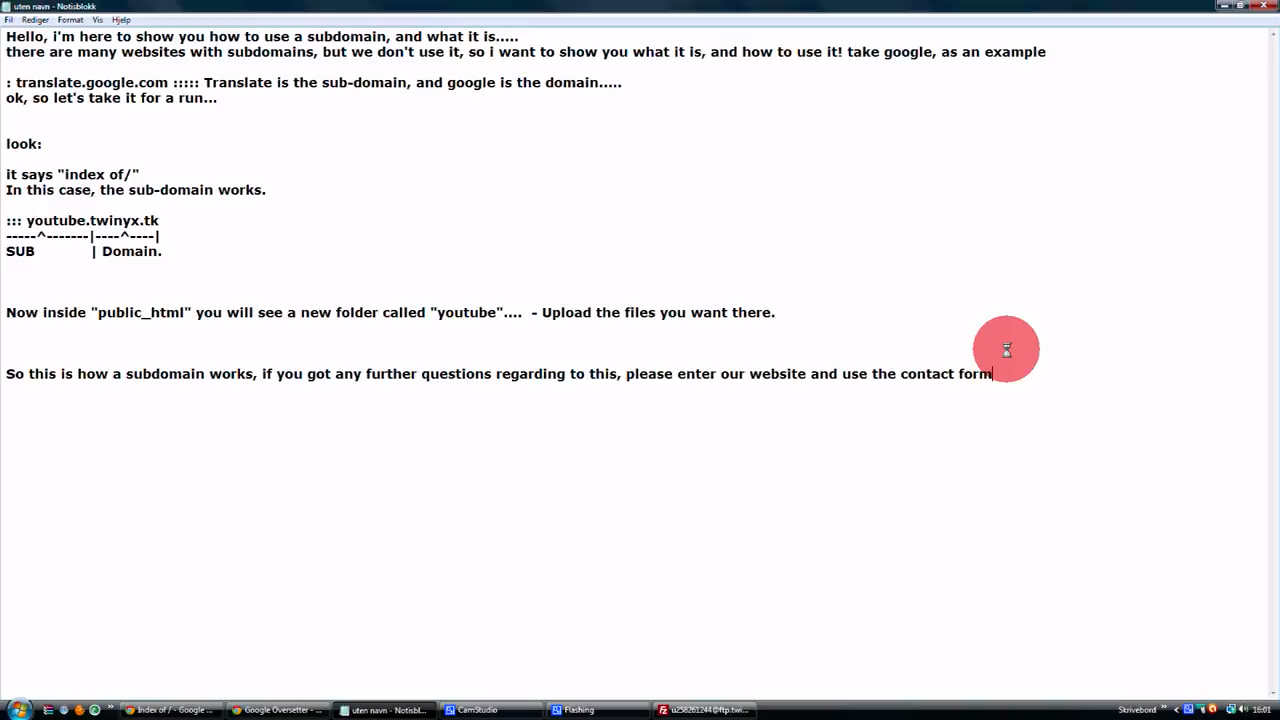 uten navn - Notisblokk
Fil Rediger Format Vis Hjelp
Hello, i'm here to show you how to use a subdomain, and what it is.....
there are many websites with subdomains, but we don't use it, so i want to show you what it is, and how to use it! take google, as an example
: translate.google.com ::::: Translate is the sub-domain, and google is the domain.....
ok, so let's take it for a run...
look:
it says "index of/"
In this case, the sub-domain works.
::: youtube.twinyx.tk
-----^-------|----^----|
SUB | Domain.
Now inside "public_html" you will see a new folder called "youtube".... - Upload the files you want there.
So this is how a subdomain works, if you got any further questions regarding to this, please enter our website and use the contact form
Index of / - Google ... Google Oversetter - ... uten navn - Notisbl... CamStudio Flashing u258261244@ftp.twi... Skrivebord 16:01